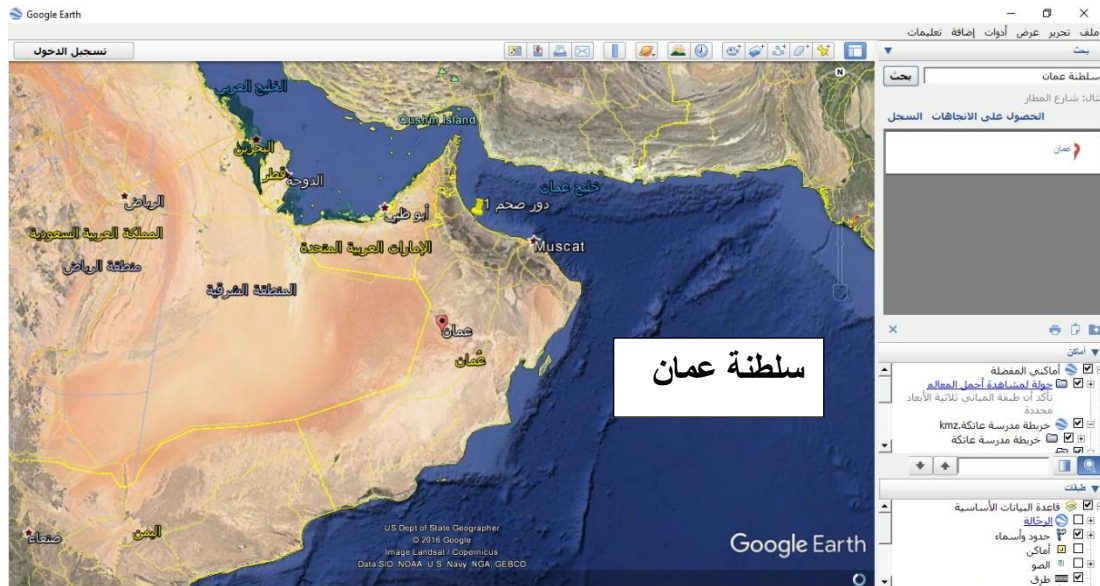 Google Earth
ملف تحرير عرض أدوات إضافة تعليمات
تسجيل الدخول
بحث
سلطنة عمان
بحث
مثال: شارع المطار
الحصول على الاتجاهات السجل
عمان
أماكن
أماكني المفضلة
جولة لمشاهدة أجمل المعالم
تأكد أن طبقة المباني ثلاثية الأبعاد
محددة
خريطة مدرسة عاتكة.kmz
خريطة مدرسة عاتكة
طبقات
قاعدة البيانات الأساسية
الرحّالة
حدود وأسماء
أماكن
الصو
طرق
N
الخليج العربي
Qushm Island
البحرين
قطر
الدوحة
خليج عمان
دور صحم 1
الرياض
أبو ظبي
المملكة العربية السعودية
الإمارات العربية المتحدة
Muscat
منطقة الرياض
المنطقة الشرقية
عمان
عُمان
سلطنة عمان
اليمن
صنعاء
US Dept of State Geographer
© 2016 Google
Image Landsat / Copernicus
Data SIO, NOAA, U.S. Navy, NGA, GEBCO
Google Earth